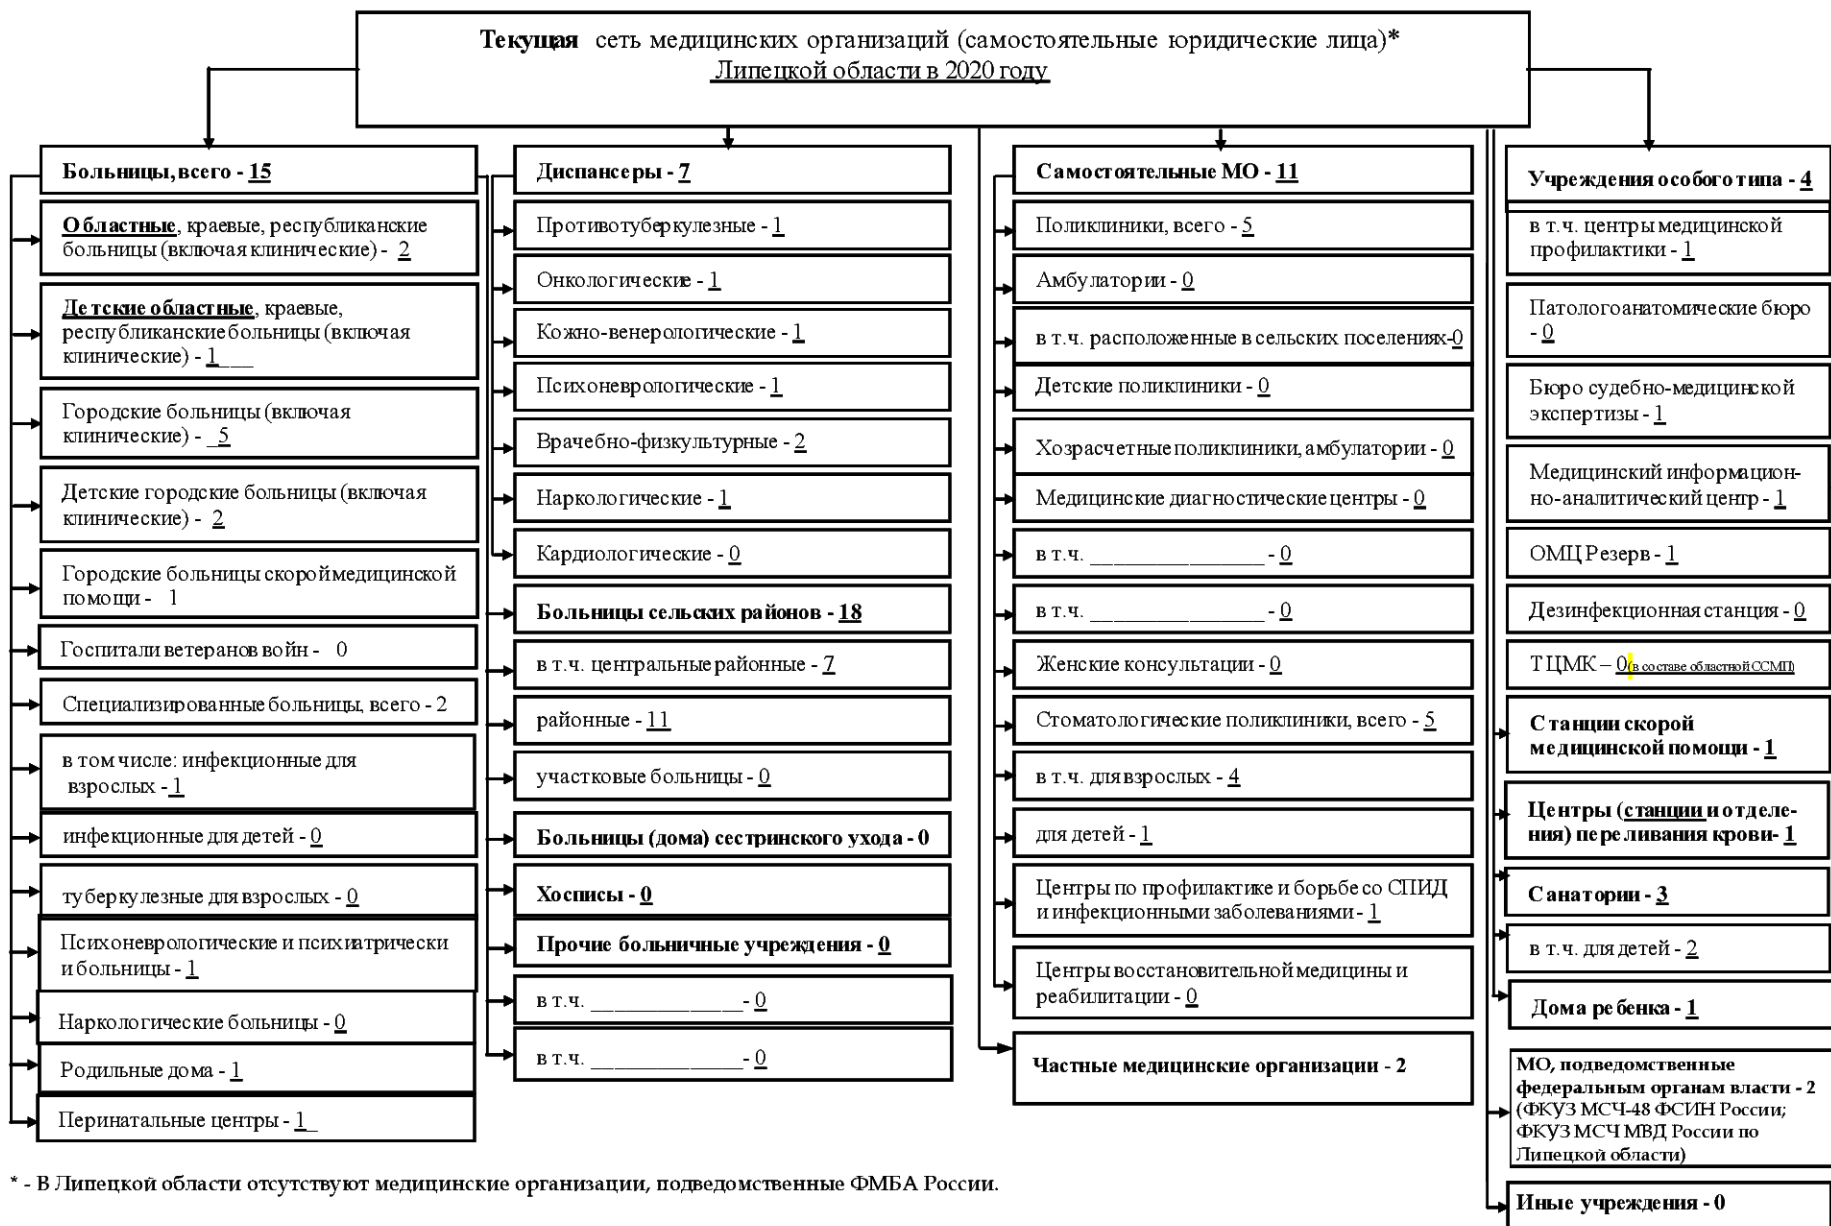 Текущая сеть медицинских организаций (самостоятельные юридические лица)*
Липецкой области в 2020 году
Больницы, всего - 15
Областные, краевые, республиканские
больницы (включая клинические) - 2
Детские областные, краевые,
республиканские больницы (включая
клинические) - 1___
Городские больницы (включая
клинические) - _5
Детские городские больницы (включая
клинические) - 2
Городские больницы скорой медицинской
помощи - 1
Госпитали ветеранов войн - 0
Специализированные больницы, всего - 2
в том числе: инфекционные для
взрослых - 1
инфекционные для детей - 0
туберкулезные для взрослых - 0
Психоневрологические и психиатрически
и больницы - 1
Наркологические больницы - 0
Родильные дома - 1
Перинатальные центры - 1_
Диспансеры - 7
Противотуберкулезные - 1
Онкологические - 1
Кожно-венерологические - 1
Психоневрологические - 1
Врачебно-физкультурные - 2
Наркологические - 1
Кардиологические - 0
Больницы сельских районов - 18
в т.ч. центральные районные - 7
районные - 11
участковые больницы - 0
Больницы (дома) сестринского ухода - 0
Хосписы - 0
Прочие больничные учреждения - 0
в т.ч. ______________ - 0
в т.ч. ______________ - 0
Самостоятельные МО - 11
Поликлиники, всего - 5
Амбулатории - 0
в т.ч. расположенные в сельских поселениях-0
Детские поликлиники - 0
Хозрасчетные поликлиники, амбулатории - 0
Медицинские диагностические центры - 0
в т.ч. ________________ - 0
в т.ч. ________________ - 0
Женские консультации - 0
Стоматологические поликлиники, всего - 5
в т.ч. для взрослых - 4
для детей - 1
Центры по профилактике и борьбе со СПИД
и инфекционными заболеваниями - 1
Центры восстановительной медицины и
реабилитации - 0
Частные медицинские организации - 2
Учреждения особого типа - 4
в т.ч. центры медицинской
профилактики - 1
Патологоанатомические бюро
- 0
Бюро судебно-медицинской
экспертизы - 1
Медицинский информацион-
но-аналитический центр - 1
ОМЦ Резерв - 1
Дезинфекционная станция - 0
ТЦМК – 0(в составе областной ССМП)
Станции скорой
медицинской помощи - 1
Центры (станции и отделе-
ния) переливания крови- 1
Санатории - 3
в т.ч. для детей - 2
Дома ребенка - 1
МО, подведомственные
федеральным органам власти - 2
(ФКУЗ МСЧ-48 ФСИН России;
ФКУЗ МСЧ МВД России по
Липецкой области)
Иные учреждения - 0
* - В Липецкой области отсутствуют медицинские организации, подведомственные ФМБА России.